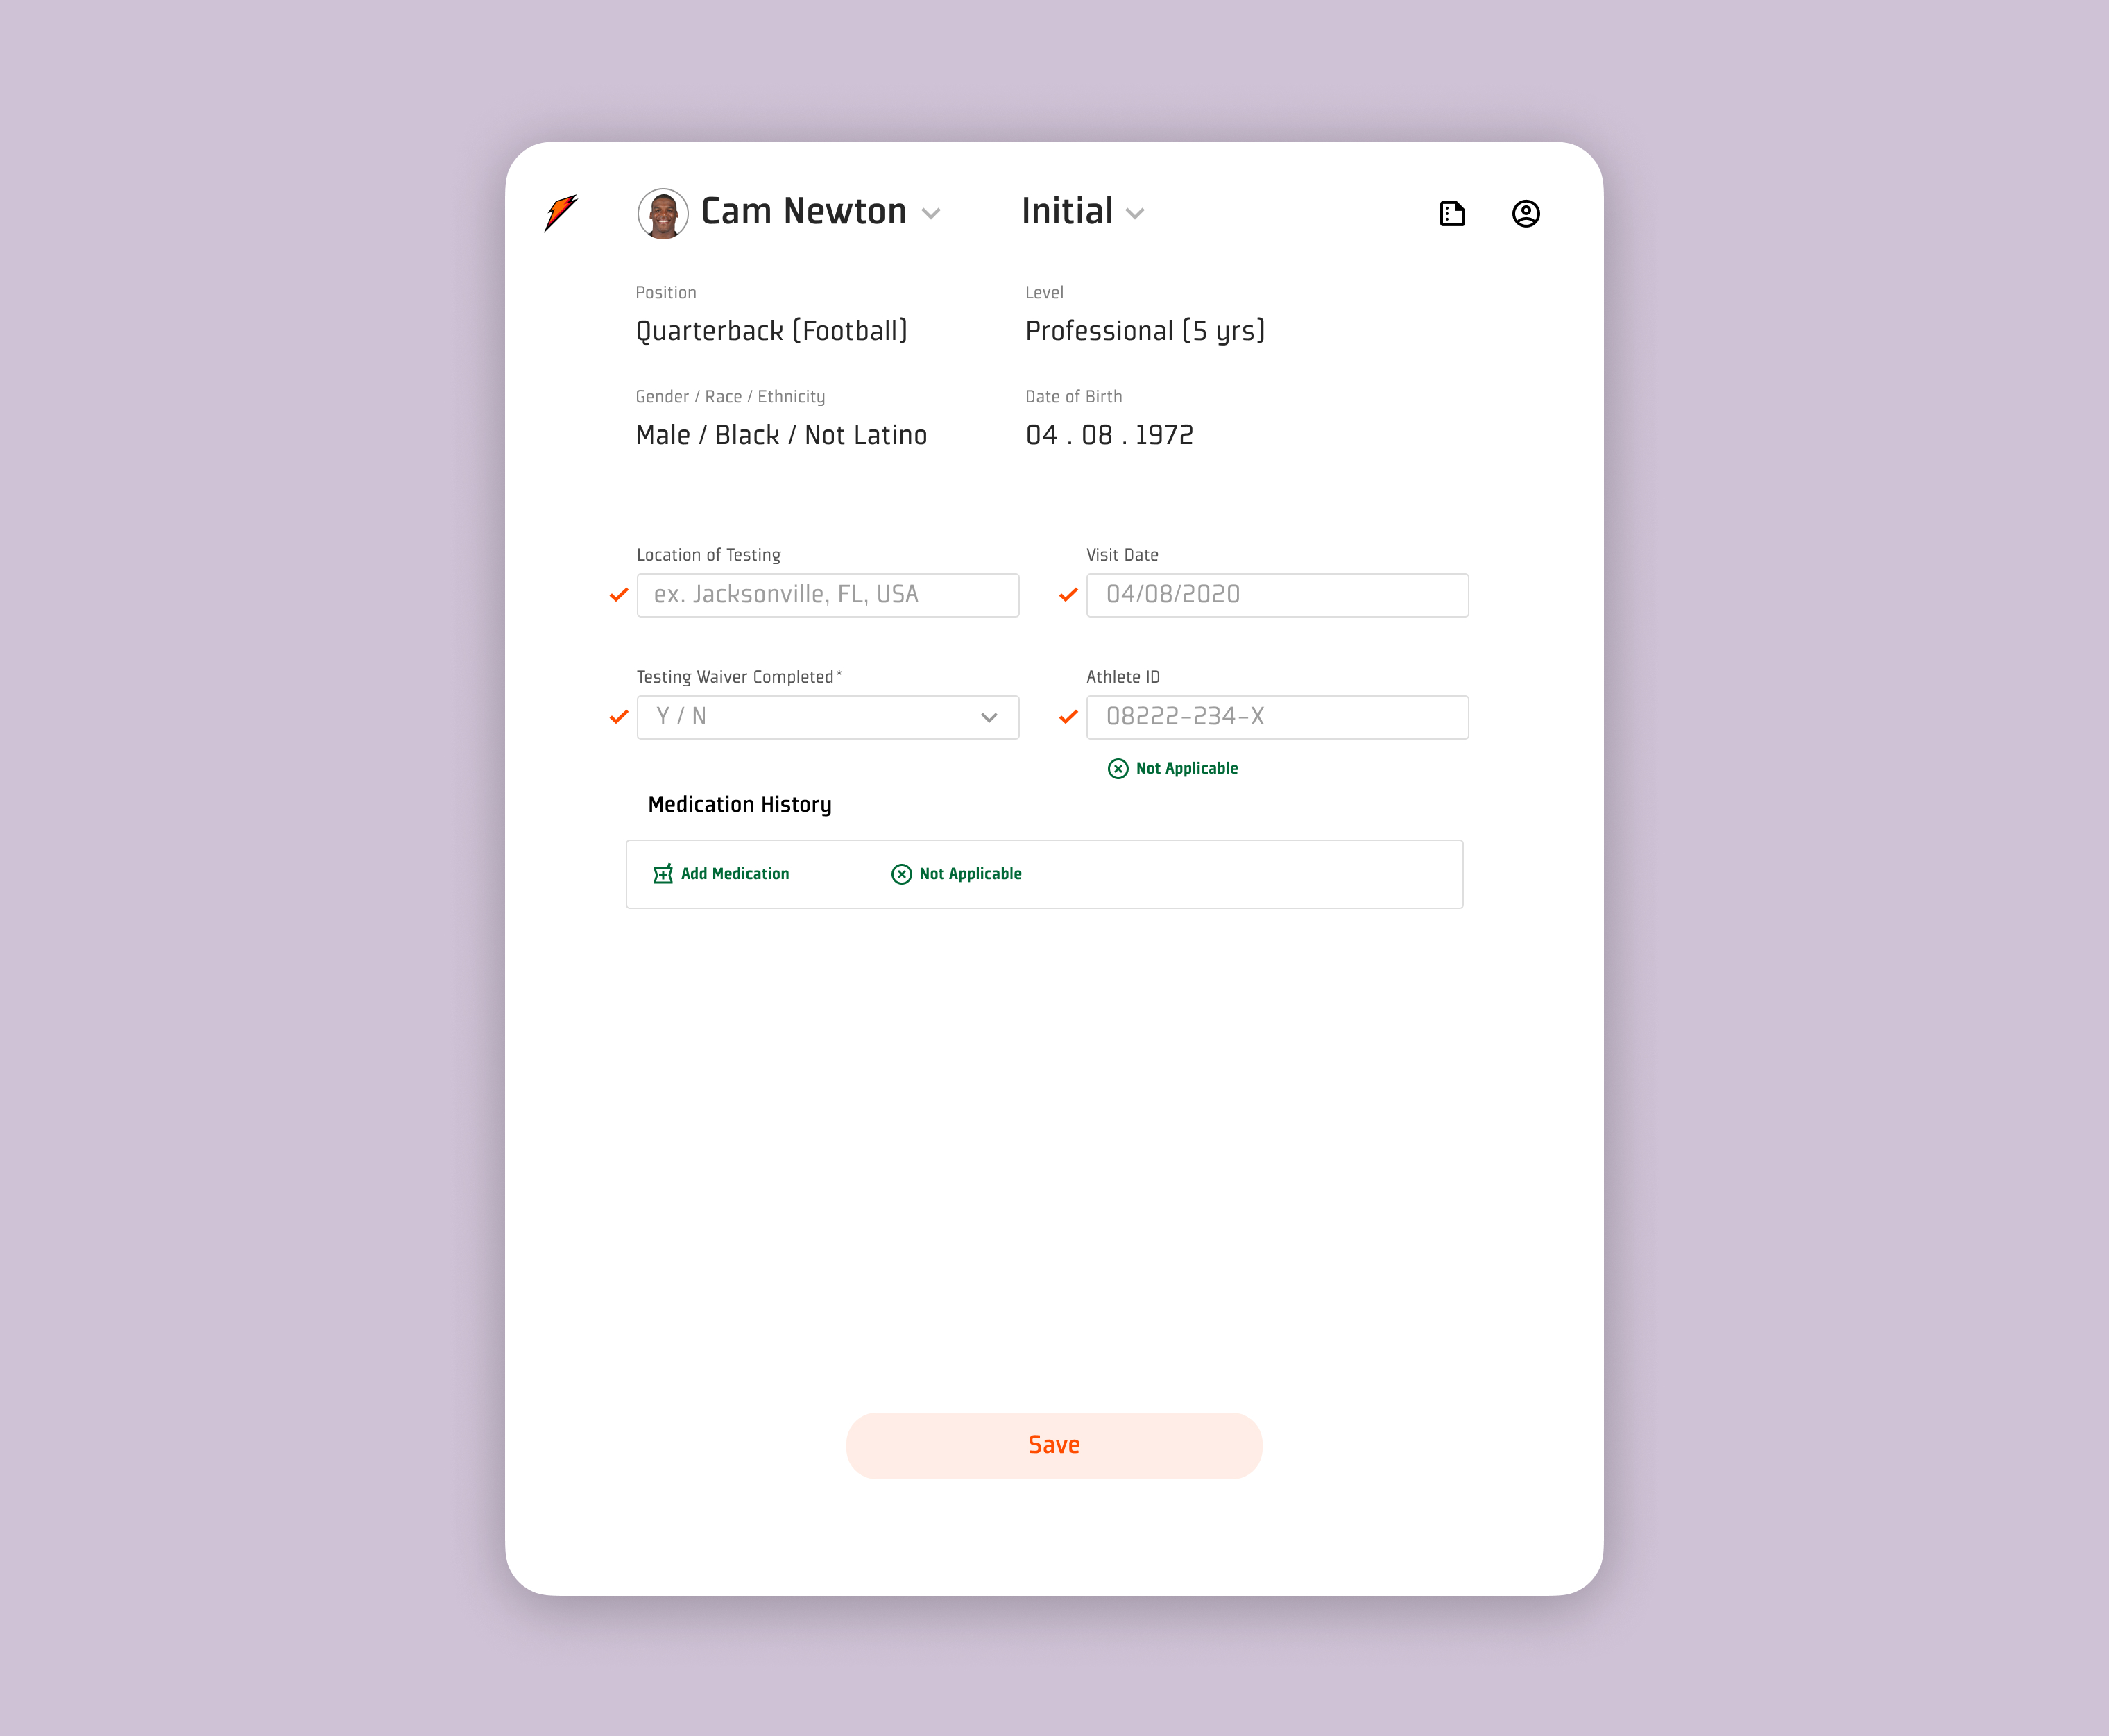 Cam Newton Initial
Position Level
Quarterback (Football) Professional (5 yrs)
Gender / Race / Ethnicity Date of Birth
Male / Black / Not Latino 04 . 08 . 1972
Location of Testing Visit Date
ex. Jacksonville, FL, USA 04/08/2020
Testing Waiver Completed* Athlete ID
Y / N 08222-234-X
Not Applicable
Medication History
Add Medication Not Applicable
Save